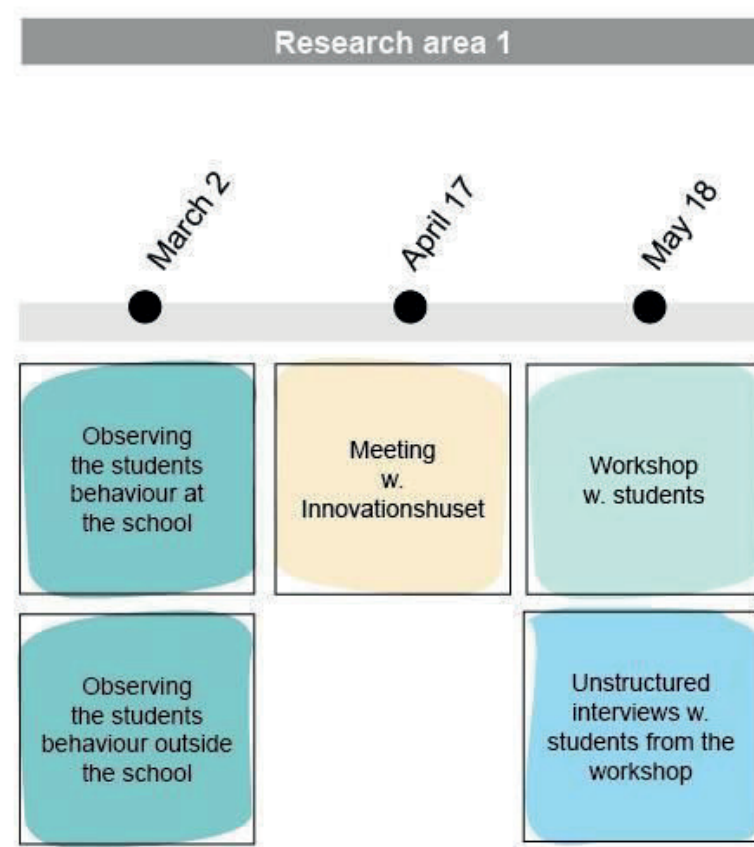 Research area 1
March 2
April 17
May 18
Observing
the students
behaviour at
the school
Meeting
w.
Innovationshuset
Workshop
w. students
Observing
the students
behaviour outside
the school
Unstructured
interviews w.
students from the
workshop